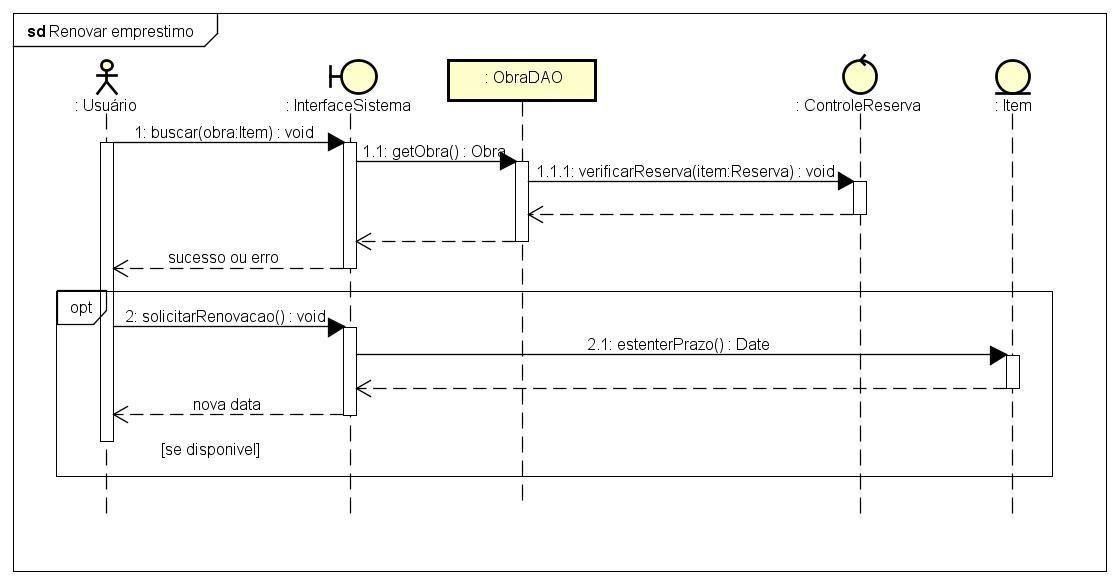 sd Renovar emprestimo
: Usuário
: InterfaceSistema
: ObraDAO
: ControleReserva
: Item
1: buscar(obra:Item) : void
1.1: getObra() : Obra
1.1.1: verificarReserva(item:Reserva) : void
sucesso ou erro
opt
2: solicitarRenovacao() : void
2.1: estenterPrazo() : Date
nova data
[se disponivel]